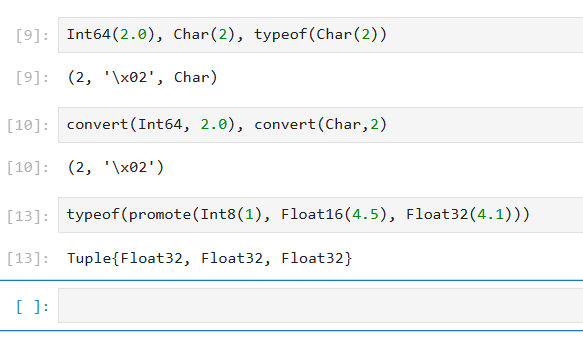 [9]: Int64(2.0), Char(2), typeof(Char(2))
[9]: (2, '\x02', Char)
[10]: convert(Int64, 2.0), convert(Char,2)
[10]: (2, '\x02')
[13]: typeof(promote(Int8(1), Float16(4.5), Float32(4.1)))
[13]: Tuple{Float32, Float32, Float32}
[ ]: